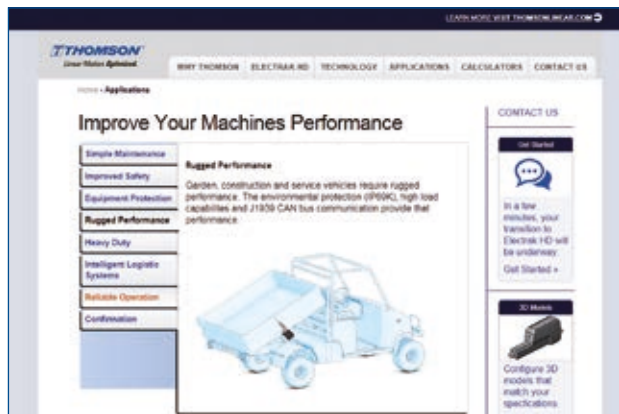 LEARN MORE VISIT THOMSONLINEAR.COM
THOMSON
Linear Motion. Optimized.
WHY THOMSON ELECTRAK HD TECHNOLOGY APPLICATIONS CALCULATORS CONTACT US
Home › Applications
Improve Your Machines Performance
Simple Maintenance
Improved Safety
Equipment Protection
Rugged Performance
Heavy Duty
Intelligent Logistic
Systems
Reliable Operation
Confirmation
Rugged Performance
Garden, construction and service vehicles require rugged
performance. The environmental protection (IP69K), high load
capabilities and J1939 CAN bus communication provide that
performance.
CONTACT US
Get Started
In a few
minutes, your
transition to
Electrak HD will
be underway.
Get Started »
3D Models
Configure 3D
models that
match your
specifications